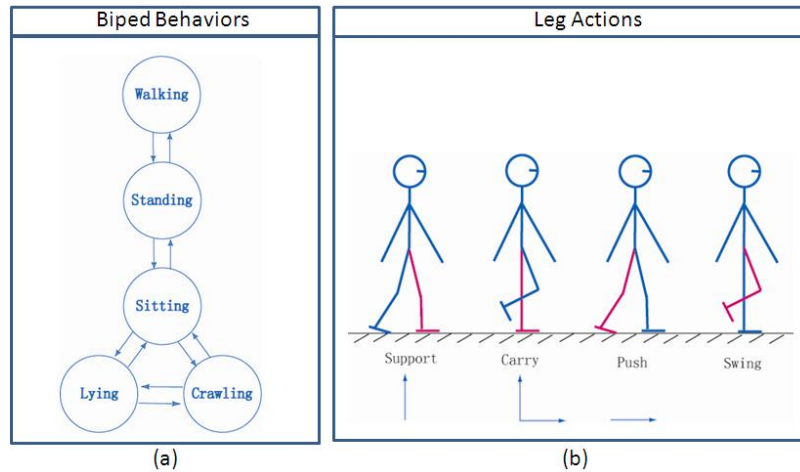 Biped Behaviors
Leg Actions
Walking
Standing
Sitting
Lying
Crawling
Support
Carry
Push
Swing
(a)
(b)